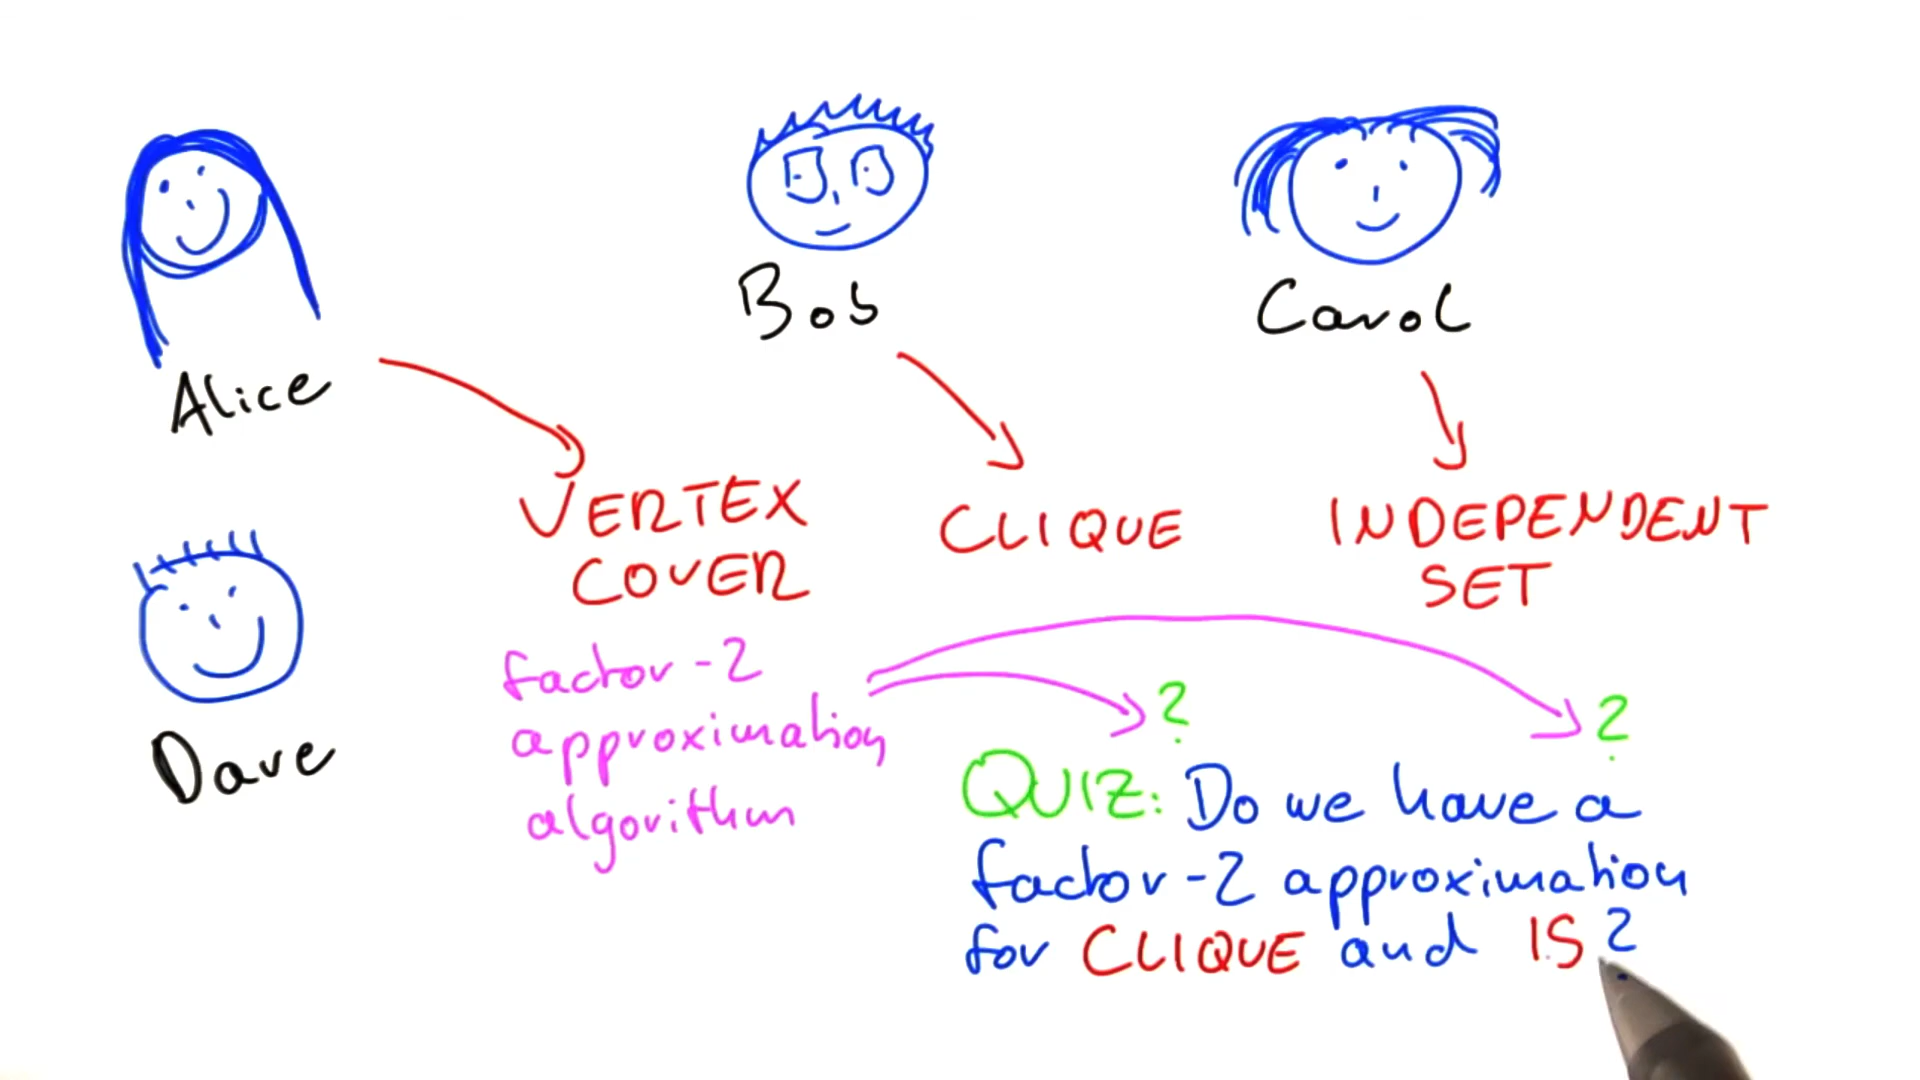 Alice
Bob
Carol
Dave
VERTEX
COVER
CLIQUE
INDEPENDENT
SET
factor-2
approximation
algorithm
?
?
QUIZ: Do we have a
factor-2 approximation
for CLIQUE and IS?